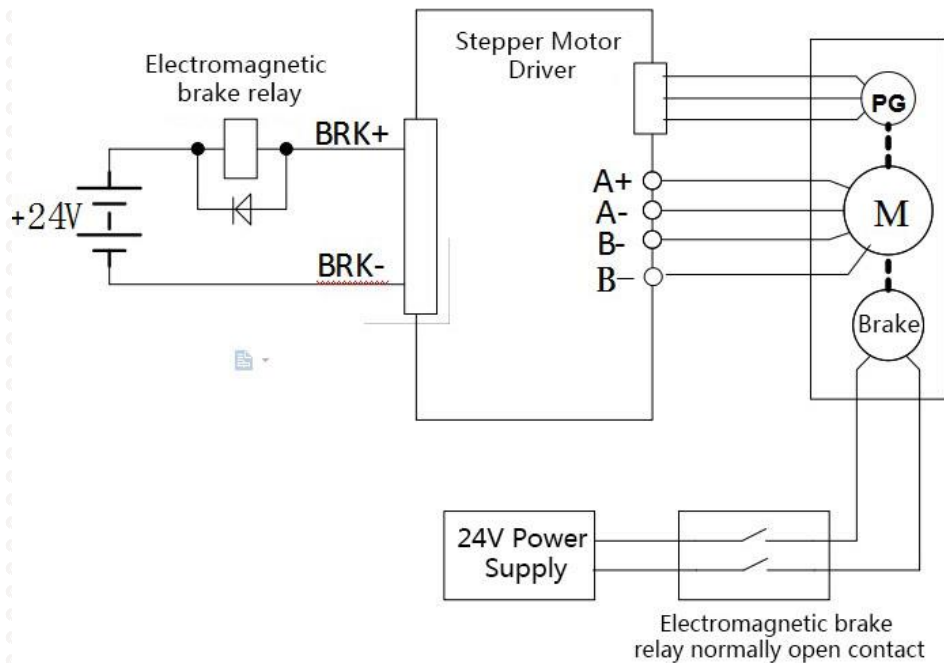 Electromagnetic
brake relay
Stepper Motor
Driver
PG
BRK+
A+
A-
B-
B−
M
+24V
BRK-
Brake
24V Power
Supply
Electromagnetic brake
relay normally open contact